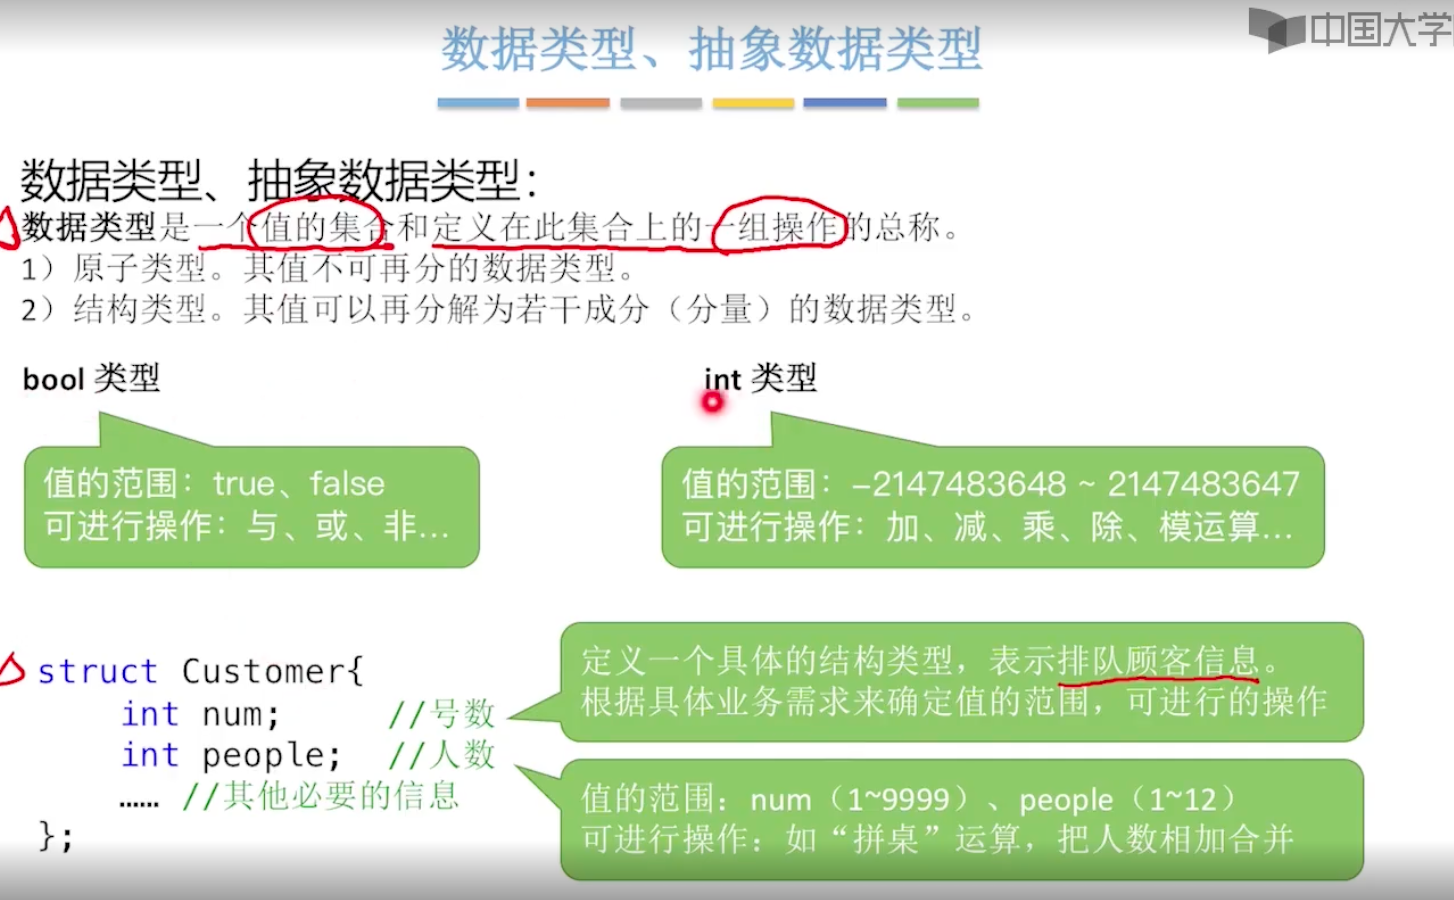 中国大学
数据类型、抽象数据类型
数据类型、抽象数据类型：
数据类型是一个值的集合和定义在此集合上的一组操作的总称。
1）原子类型。其值不可再分的数据类型。
2）结构类型。其值可以再分解为若干成分（分量）的数据类型。
bool 类型
int 类型
值的范围：true、false
可进行操作：与、或、非...
值的范围：-2147483648 ~ 2147483647
可进行操作：加、减、乘、除、模运算...
struct Customer{
int num; //号数
int people; //人数
…… //其他必要的信息
};
定义一个具体的结构类型，表示排队顾客信息。
根据具体业务需求来确定值的范围，可进行的操作
值的范围：num（1~9999）、people（1~12）
可进行操作：如“拼桌”运算，把人数相加合并